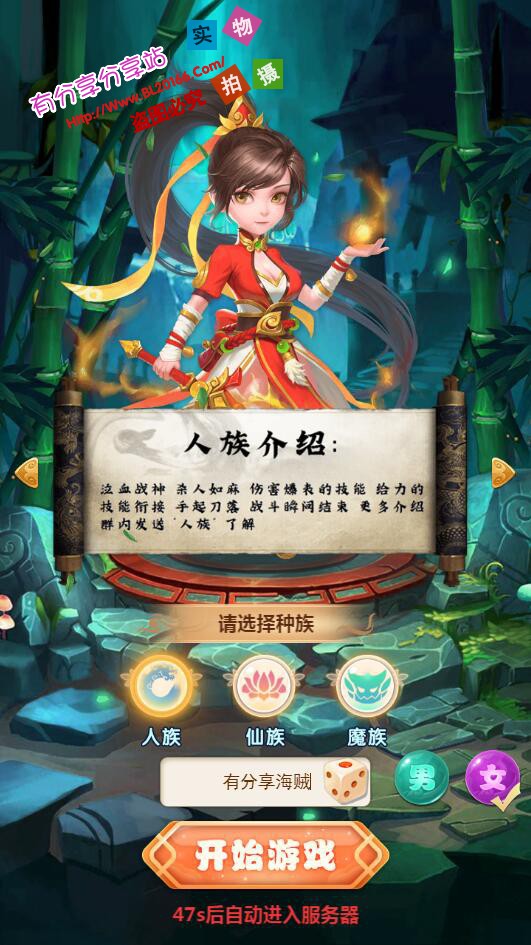 实 物
有分享分享站
拍 摄
Http://Www.BL20166.Com/
盗图必究
人族介绍:
泣血战神 杀人如麻 伤害爆表的技能 给力的
技能衔接 手起刀落 战斗瞬间结束 更多介绍
群内发送 "人族" 了解
请选择种族
人族 仙族 魔族
有分享海贼
男 女
开始游戏
47s后自动进入服务器